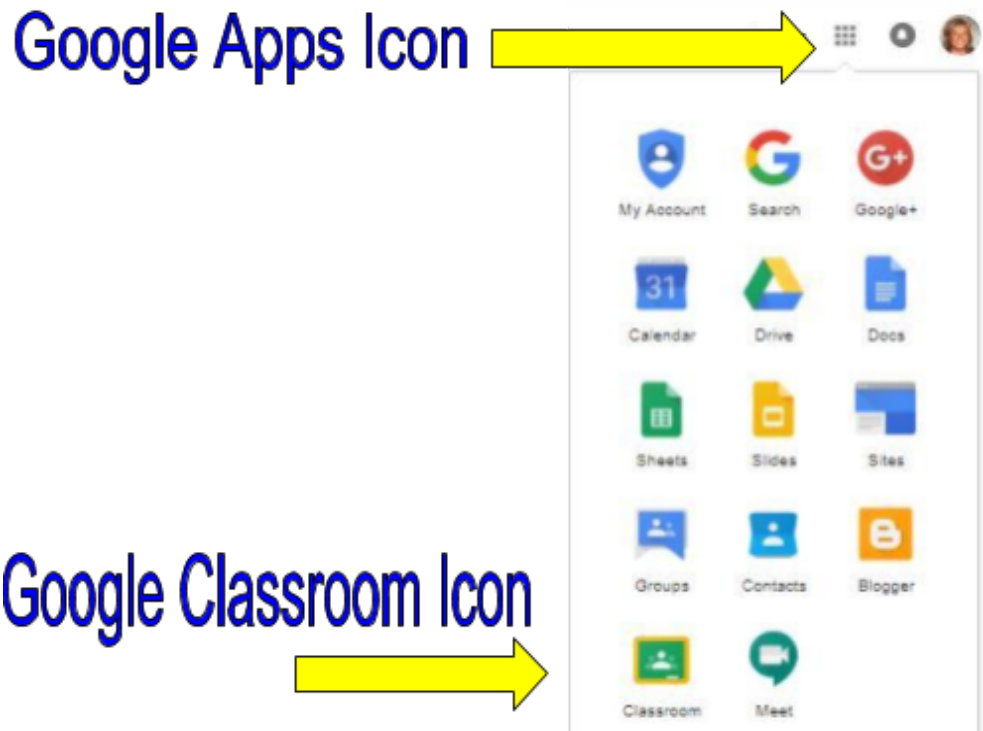 Google Apps Icon
G+
My Account Search Google+
31
Calendar Drive Docs
Sheets Slides Sites
Groups Contacts Blogger
Google Classroom Icon
Classroom Meet